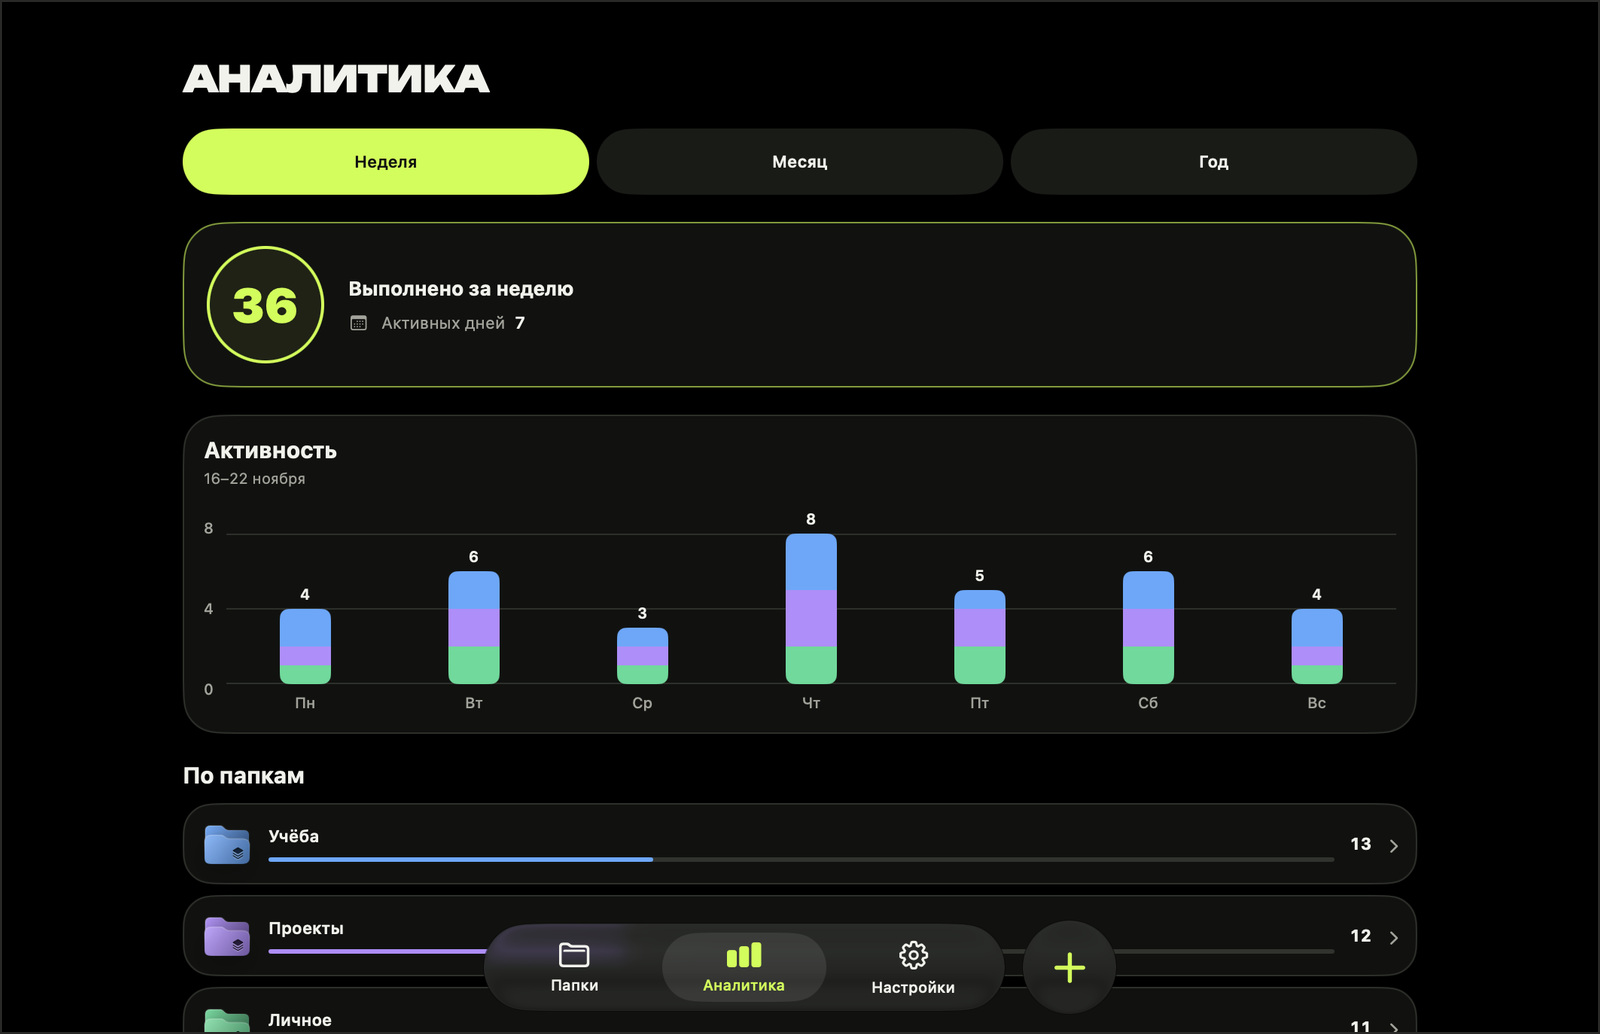 АНАЛИТИКА
Неделя Месяц Год
36
Выполнено за неделю
Активных дней 7
Активность
16–22 ноября
8
4
0
4 6 3 8 5 6 4
Пн Вт Ср Чт Пт Сб Вс
По папкам
Учёба 13
Проекты 12
Личное 11
Папки Аналитика Настройки